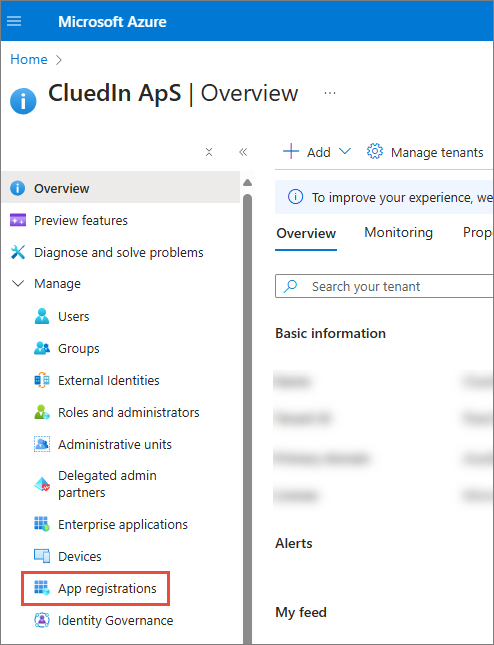 Microsoft Azure
Home
CluedIn ApS | Overview
Add
Manage tenants
Overview
To improve your experience, we
Preview features
Overview
Monitoring
Prop
Diagnose and solve problems
Manage
Search your tenant
Users
Basic information
Groups
External Identities
Roles and administrators
Administrative units
Delegated admin
partners
Enterprise applications
Alerts
Devices
App registrations
My feed
Identity Governance